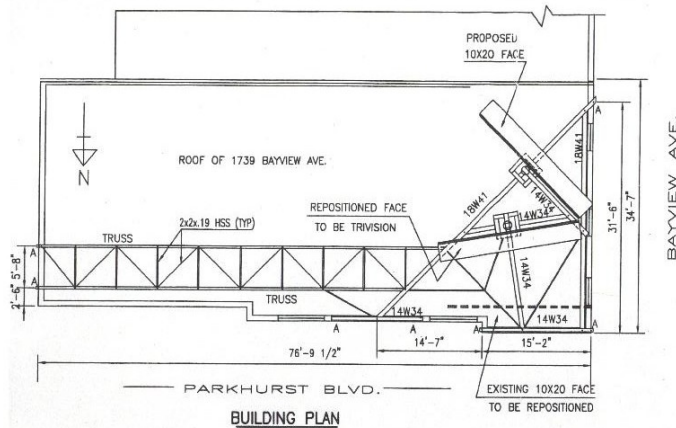 PROPOSED
10X20 FACE
N
ROOF OF 1739 BAYVIEW AVE.
A
18W41
BAYVIEW AVE.
31'-6"
34'-7"
18W41
14W34
REPOSITIONED FACE
TO BE TRIVISION
14W34
2x2x.19 HSS (TYP)
TRUSS
A
5'-8"
14W34
A
TRUSS
2'-6"
14W34
14W34
A
A
A
A
14'-7"
15'-2"
76'-9 1/2"
PARKHURST BLVD.
EXISTING 10X20 FACE
TO BE REPOSITIONED
BUILDING PLAN